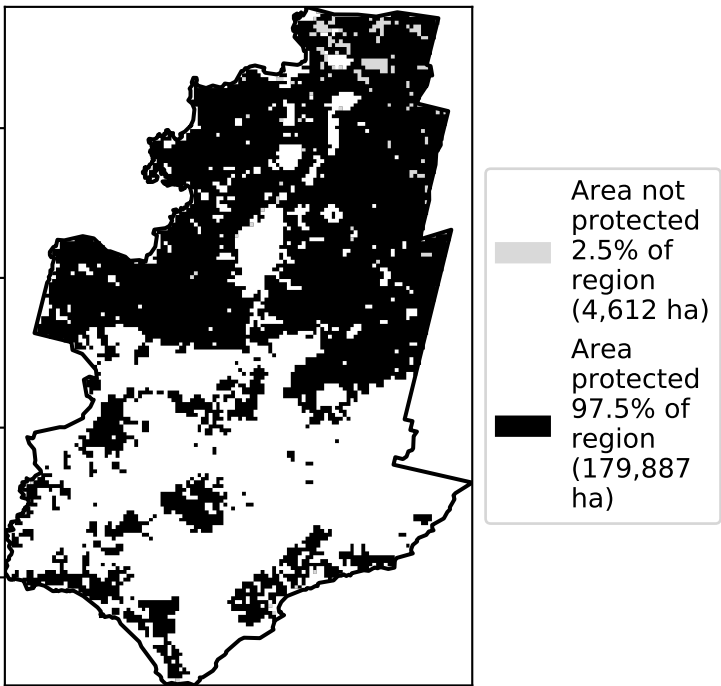 Area not
protected
2.5% of
region
(4,612 ha)
Area
protected
97.5% of
region
(179,887
ha)